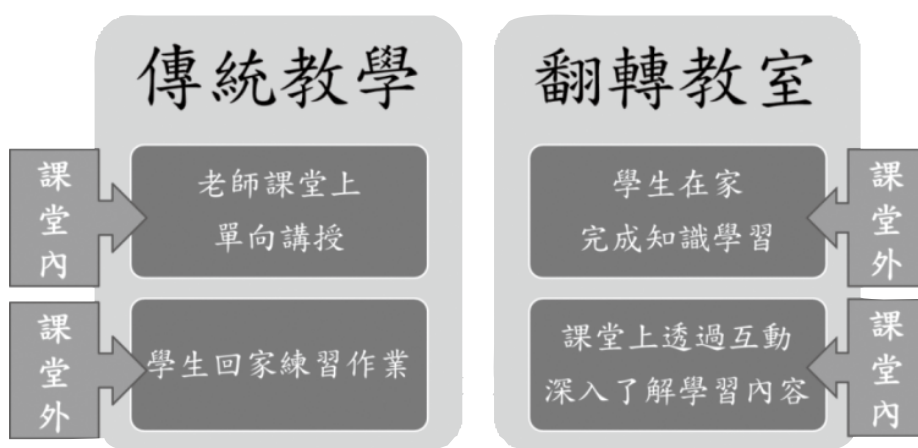 傳統教學
課堂內
老師課堂上
單向講授
課堂外
學生回家練習作業
翻轉教室
學生在家
完成知識學習
課堂外
課堂上透過互動
深入了解學習內容
課堂內